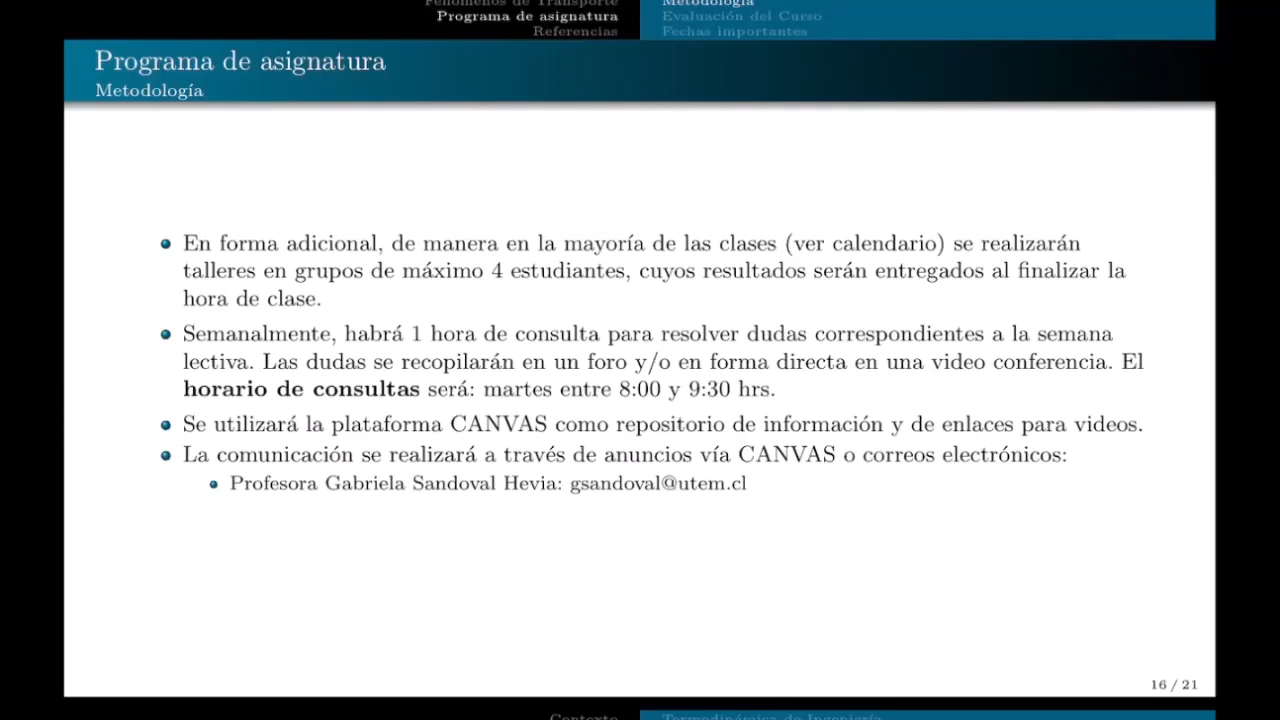 Fenómenos de Transporte
Programa de asignatura
Referencias
Metodología
Evaluación del Curso
Fechas importantes
Programa de asignatura
Metodología
En forma adicional, de manera en la mayoría de las clases (ver calendario) se realizarán
talleres en grupos de máximo 4 estudiantes, cuyos resultados serán entregados al finalizar la
hora de clase.
Semanalmente, habrá 1 hora de consulta para resolver dudas correspondientes a la semana
lectiva. Las dudas se recopilarán en un foro y/o en forma directa en una video conferencia. El
horario de consultas será: martes entre 8:00 y 9:30 hrs.
Se utilizará la plataforma CANVAS como repositorio de información y de enlaces para videos.
La comunicación se realizará a través de anuncios vía CANVAS o correos electrónicos:
Profesora Gabriela Sandoval Hevia: gsandoval@utem.cl
16 / 21
Contexto
Termodinámica de Ingeniería